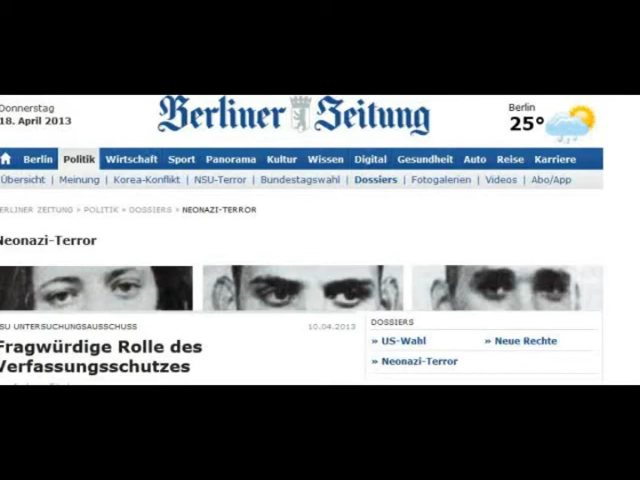 Donnerstag
18. April 2013
Berliner Zeitung
Berlin
25°
Berlin Politik Wirtschaft Sport Panorama Kultur Wissen Digital Gesundheit Auto Reise Karriere
Übersicht | Meinung | Korea-Konflikt | NSU-Terror | Bundestagswahl | Dossiers | Fotogalerien | Videos | Abo/App
ERLINER ZEITUNG > POLITIK > DOSSIERS > NEONAZI-TERROR
Neonazi-Terror
SU UNTERSUCHUNGSAUSSCHUSS 10.04.2013
Fragwürdige Rolle des
Verfassungsschutzes
DOSSIERS
» US-Wahl » Neue Rechte
» Neonazi-Terror